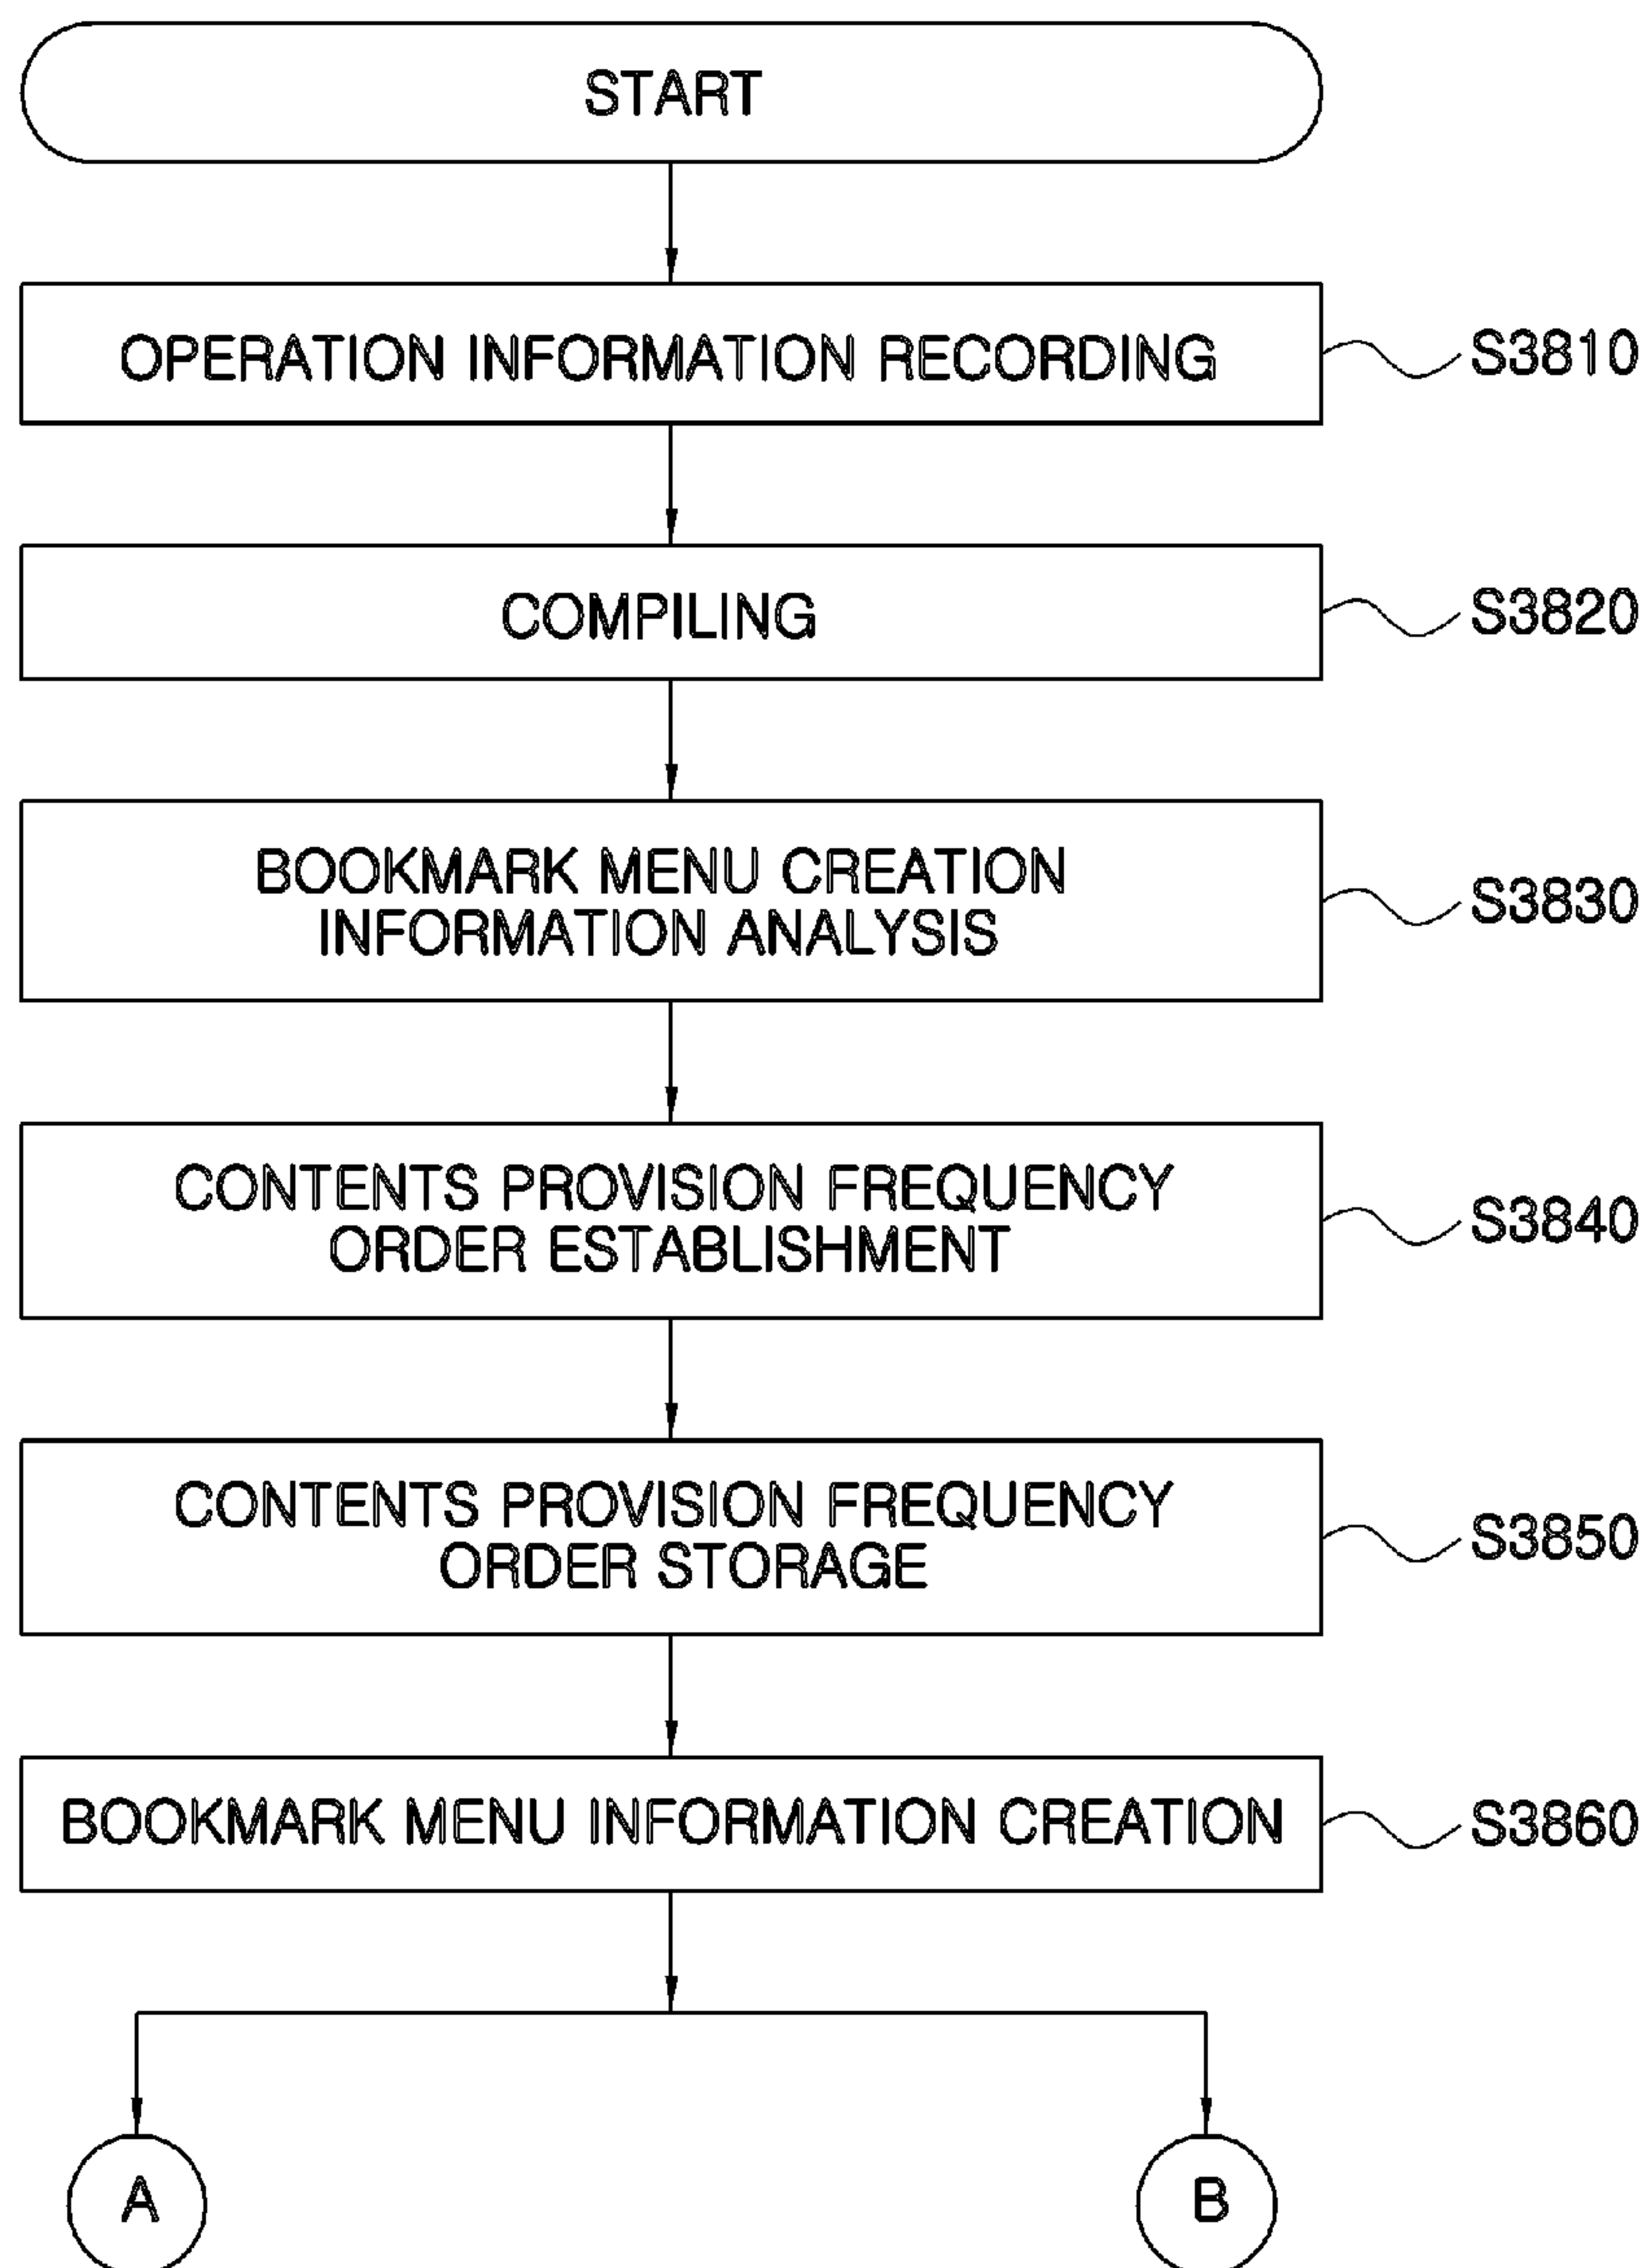 START
OPERATION INFORMATION RECORDING
S3810
COMPILING
S3820
BOOKMARK MENU CREATION
INFORMATION ANALYSIS
S3830
CONTENTS PROVISION FREQUENCY
ORDER ESTABLISHMENT
S3840
CONTENTS PROVISION FREQUENCY
ORDER STORAGE
S3850
BOOKMARK MENU INFORMATION CREATION
S3860
A
B